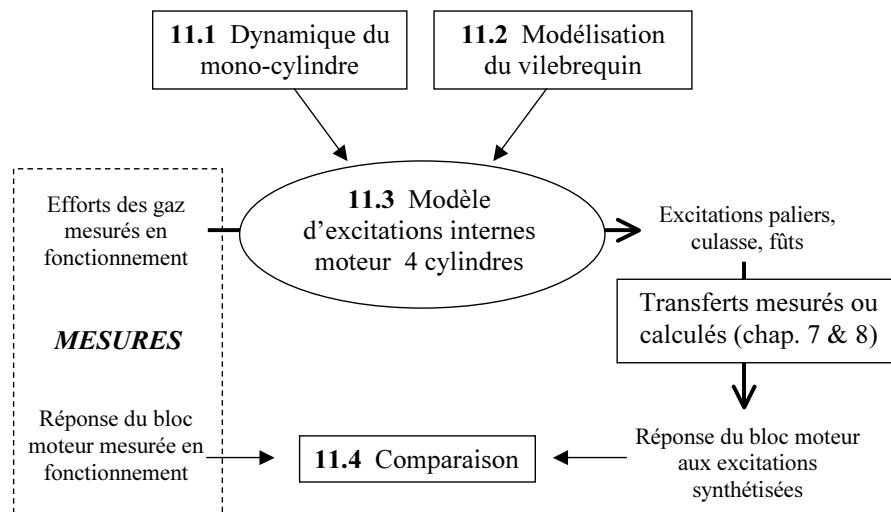 11.1 Dynamique du
mono-cylindre
11.2 Modélisation
du vilebrequin
Efforts des gaz
mesurés en
fonctionnement
11.3 Modèle
d’excitations internes
moteur 4 cylindres
Excitations paliers,
culasse, fûts
Transferts mesurés ou
calculés (chap. 7 & 8)
MESURES
Réponse du bloc
moteur mesurée en
fonctionnement
11.4 Comparaison
Réponse du bloc moteur
aux excitations
synthétisées